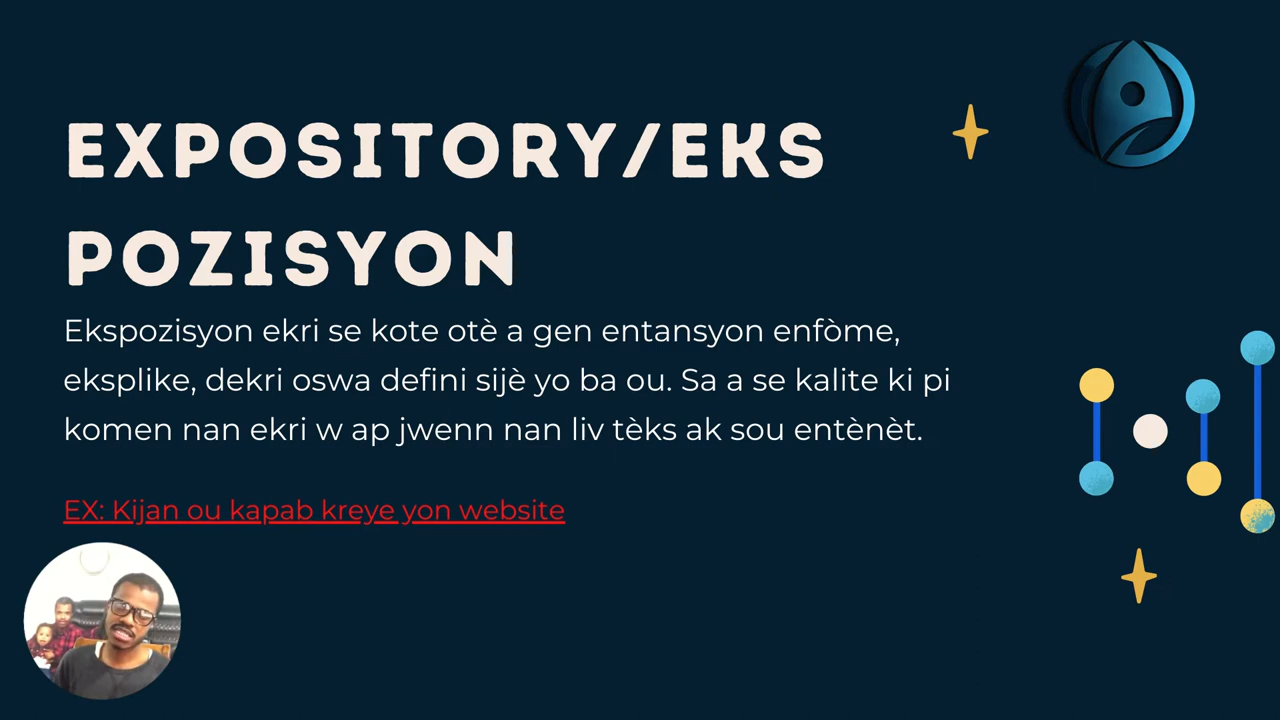 EXPOSITORY/EKS
POZISYON
Ekspozisyon ekri se kote otè a gen entansyon enfòme,
eksplike, dekri oswa defini sijè yo ba ou. Sa a se kalite ki pi
komen nan ekri w ap jwenn nan liv tèks ak sou entènèt.
EX: Kijan ou kapab kreye yon website